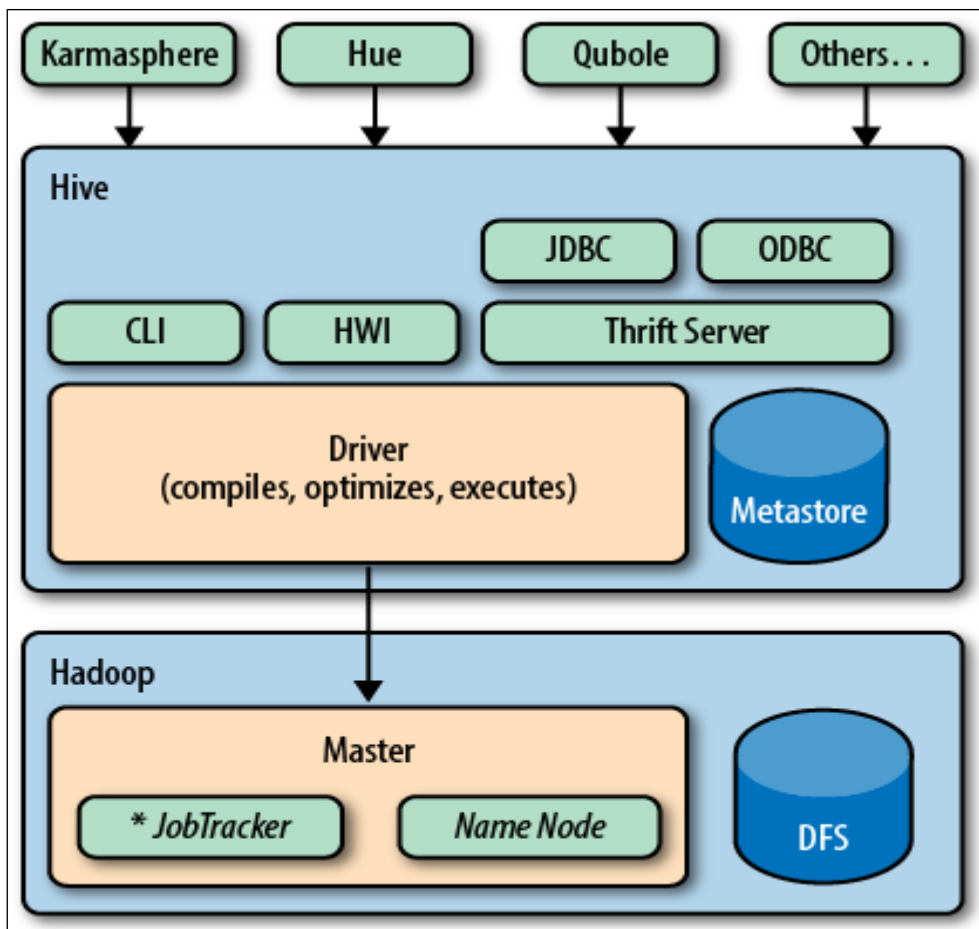 Karmasphere
Hue
Qubole
Others...
Hive
JDBC
ODBC
CLI
HWI
Thrift Server
Driver
(compiles, optimizes, executes)
Metastore
Hadoop
Master
* JobTracker
Name Node
DFS